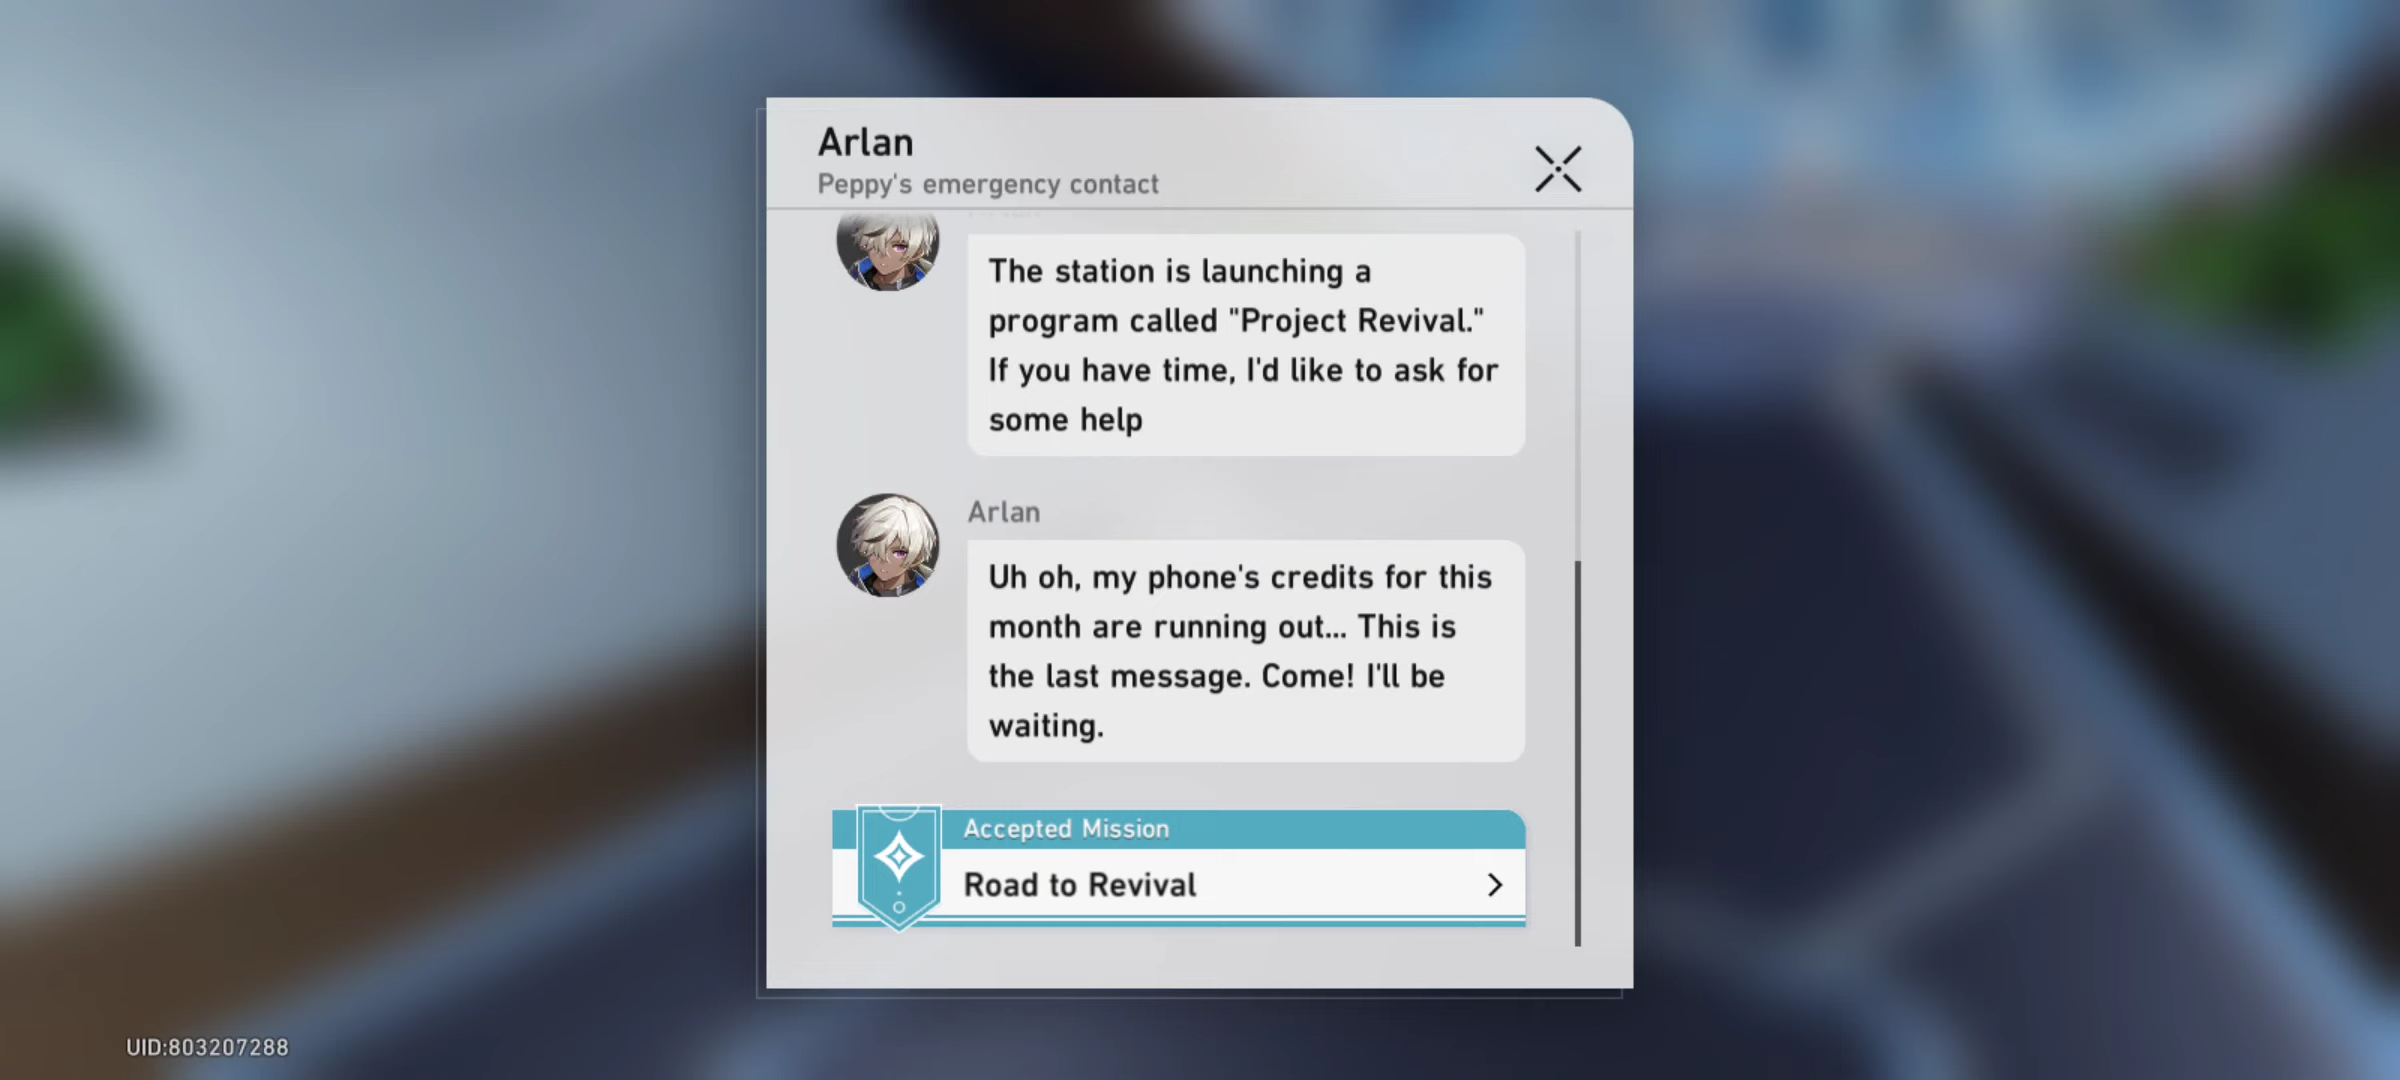 Arlan
Peppy's emergency contact
The station is launching a
program called "Project Revival."
If you have time, I'd like to ask for
some help
Arlan
Uh oh, my phone's credits for this
month are running out... This is
the last message. Come! I'll be
waiting.
Accepted Mission
Road to Revival
UID:803207288